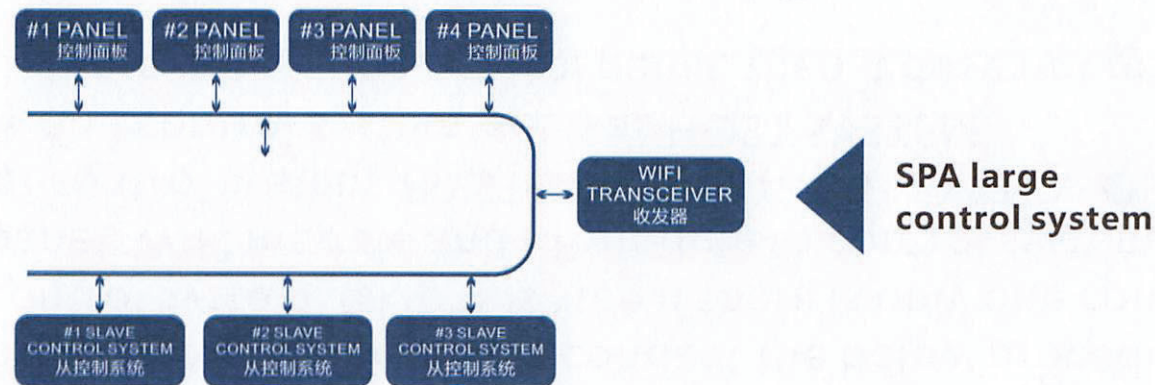 #1 PANEL
控制面板
#2 PANEL
控制面板
#3 PANEL
控制面板
#4 PANEL
控制面板
WIFI
TRANSCEIVER
收发器
SPA large
control system
#1 SLAVE
CONTROL SYSTEM
从控制系统
#2 SLAVE
CONTROL SYSTEM
从控制系统
#3 SLAVE
CONTROL SYSTEM
从控制系统